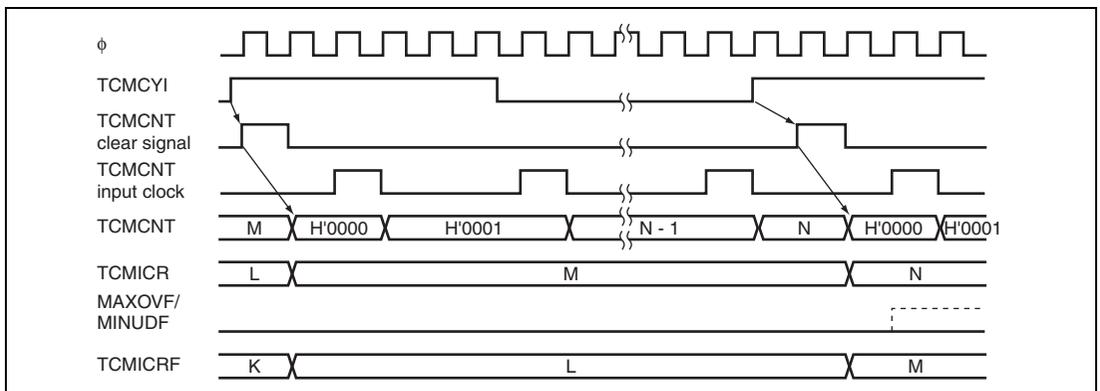 φ
TCMCYI
TCMCNT
clear signal
TCMCNT
input clock
TCMCNT M H'0000 H'0001 N - 1 N H'0000 H'0001
TCMICR L M N
MAXOVF/
MINUDF
TCMICRF K L M